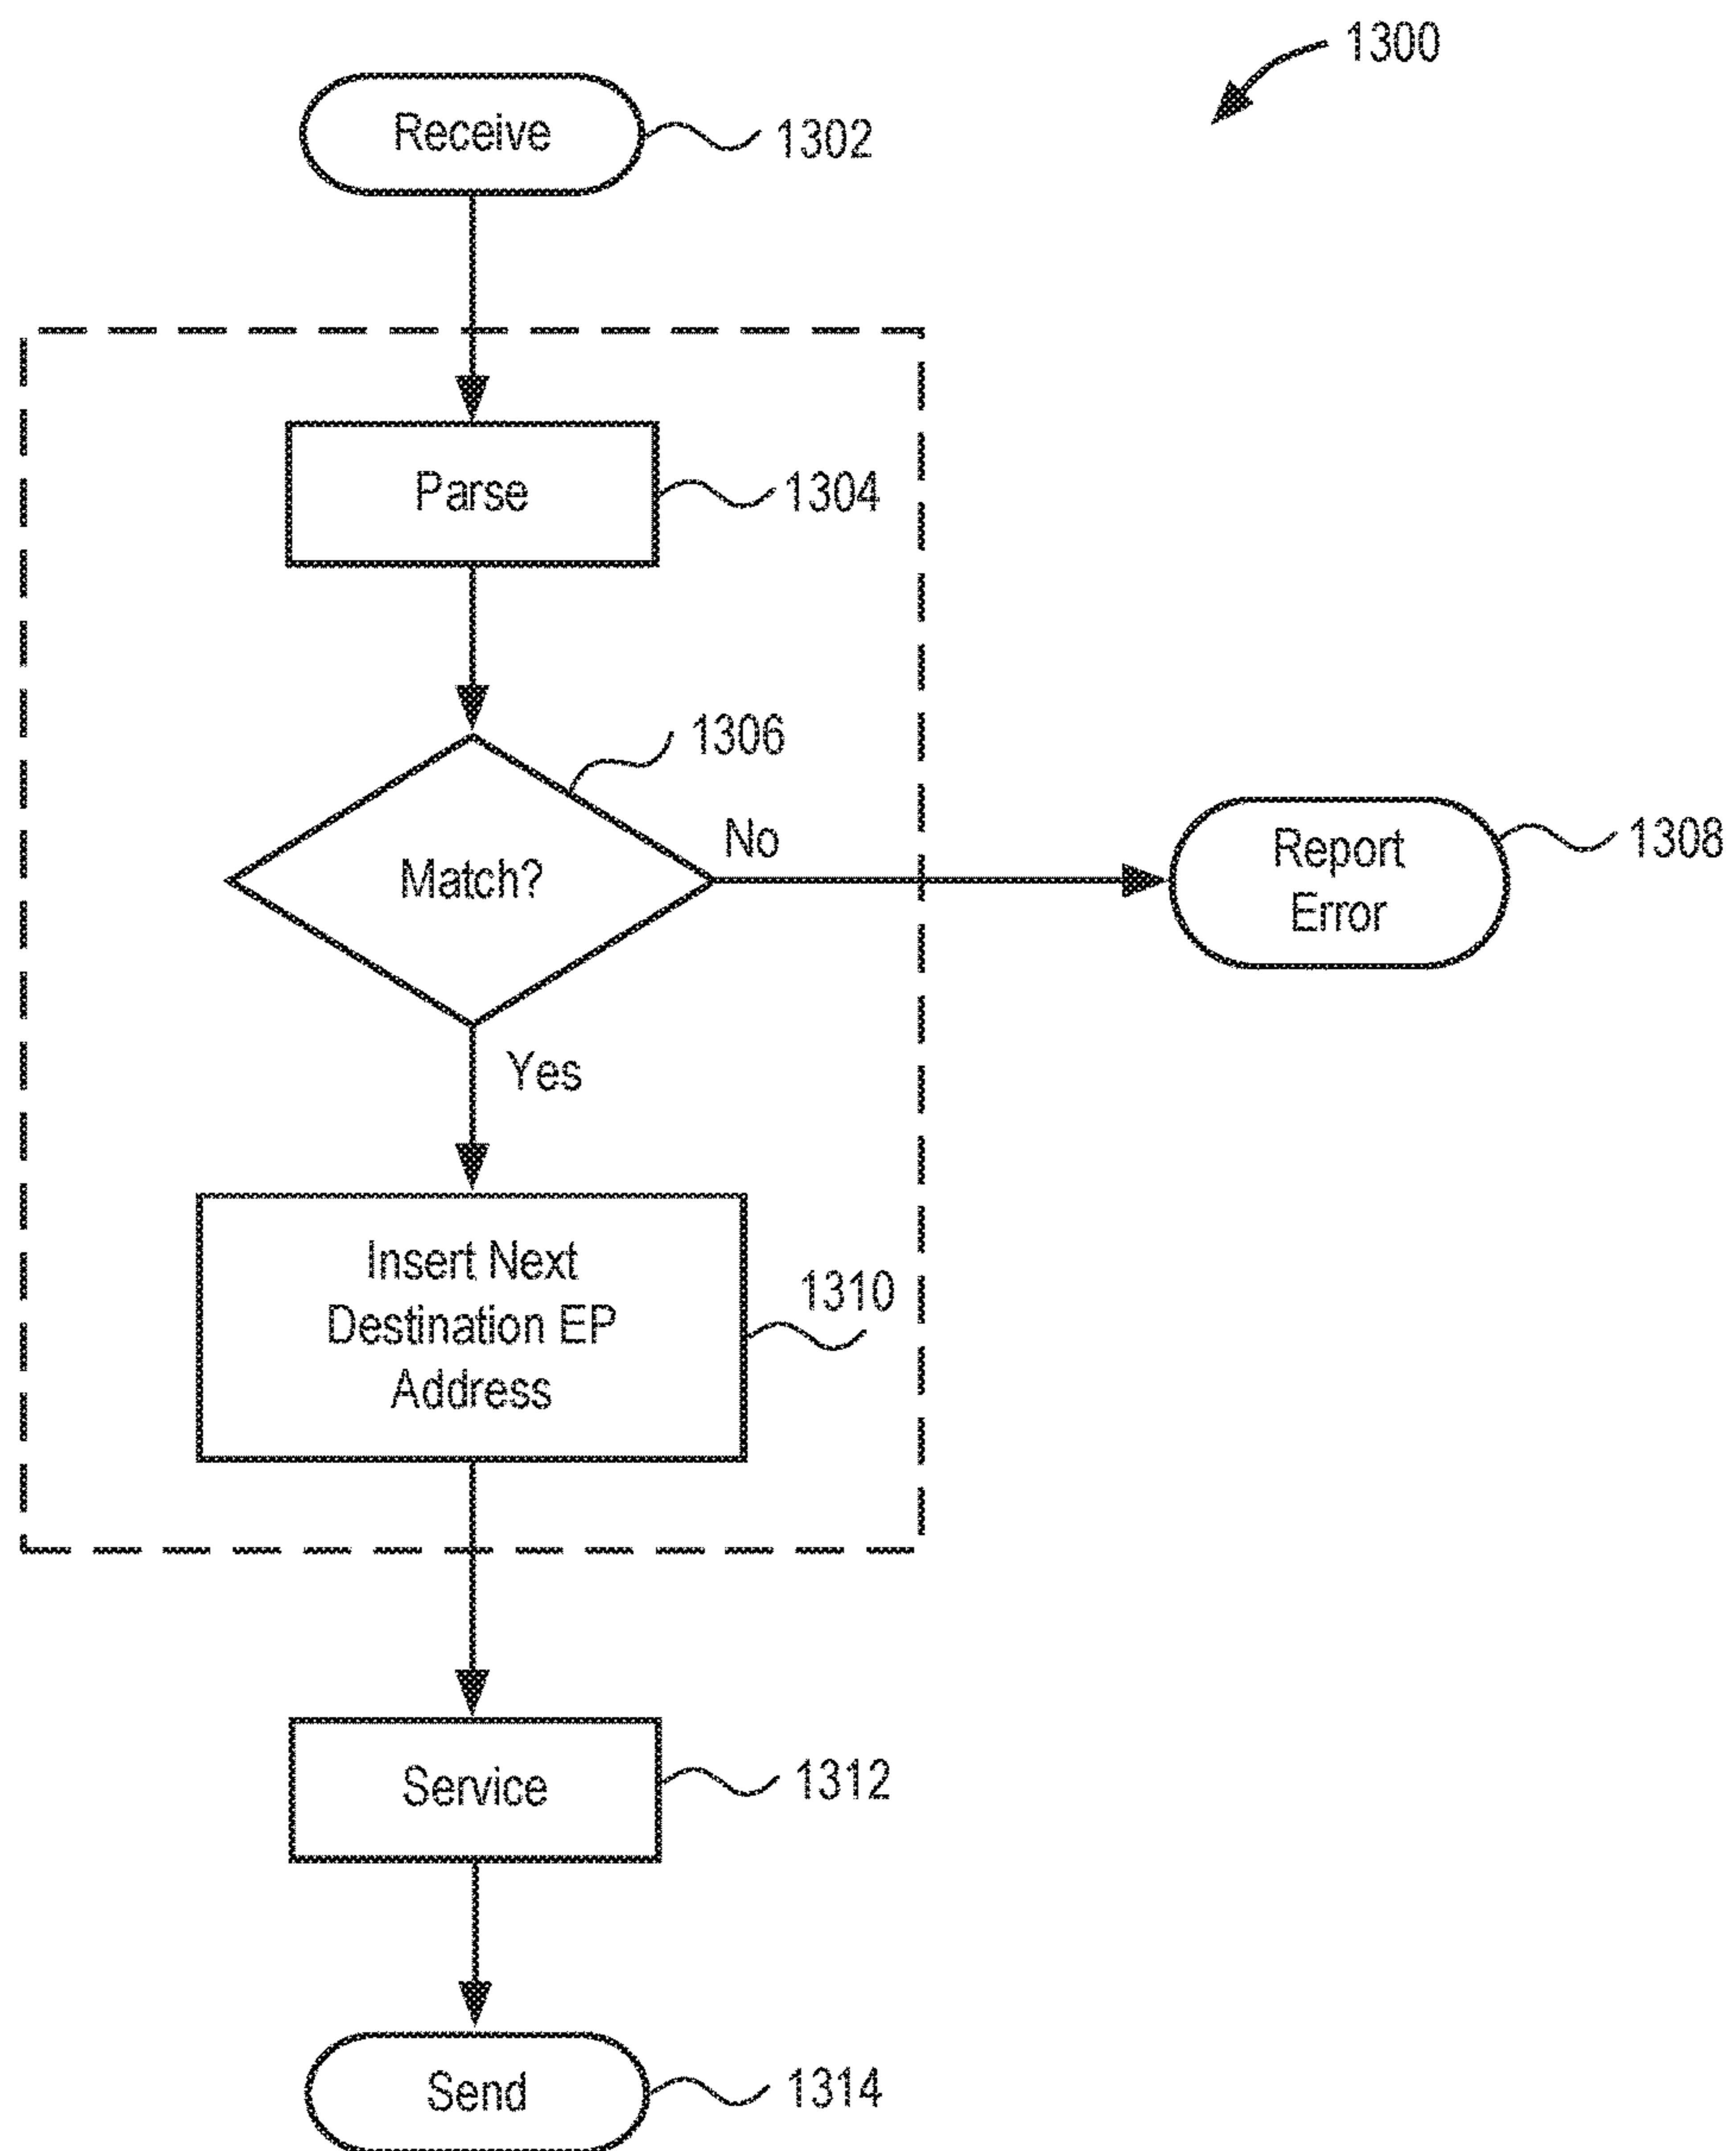 1300
Receive
1302
Parse
1304
1306
No
Match?
Report
Error
1308
Yes
Insert Next
Destination EP
Address
1310
Service
1312
Send
1314